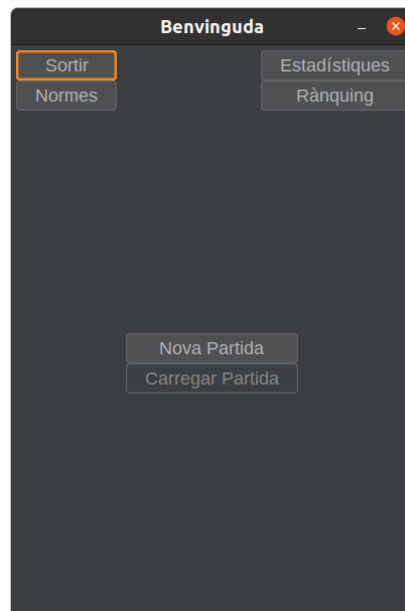 Benvinguda
Sortir
Estadístiques
Normes
Rànquing
Nova Partida
Carregar Partida